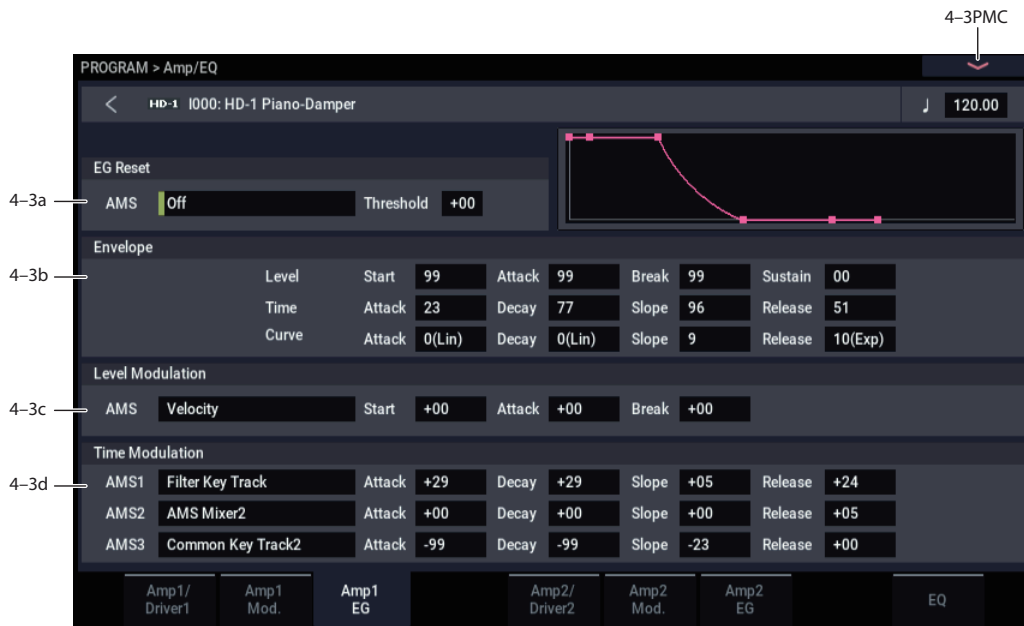 4–3PMC
PROGRAM > Amp/EQ
HD-1 I000: HD-1 Piano-Damper ♩ 120.00
EG Reset
4–3a AMS Off Threshold +00
Envelope
4–3b Level Start 99 Attack 99 Break 99 Sustain 00
Time Attack 23 Decay 77 Slope 96 Release 51
Curve Attack 0(Lin) Decay 0(Lin) Slope 9 Release 10(Exp)
Level Modulation
4–3c AMS Velocity Start +00 Attack +00 Break +00
Time Modulation
4–3d AMS1 Filter Key Track Attack +29 Decay +29 Slope +05 Release +24
AMS2 AMS Mixer2 Attack +00 Decay +00 Slope +00 Release +05
AMS3 Common Key Track2 Attack -99 Decay -99 Slope -23 Release +00
Amp1/ Amp1 Amp1 Amp2/ Amp2 Amp2 EQ
Driver1 Mod. EG Driver2 Mod. EG